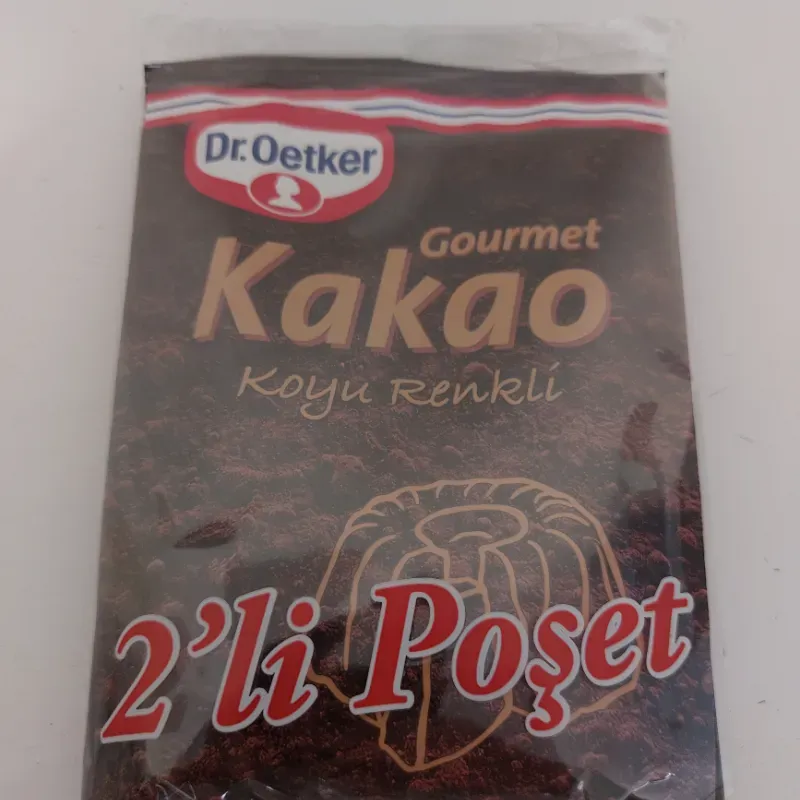 Dr. Oetker
Gourmet
Kakao
Koyu Renkli
2'li Poşet